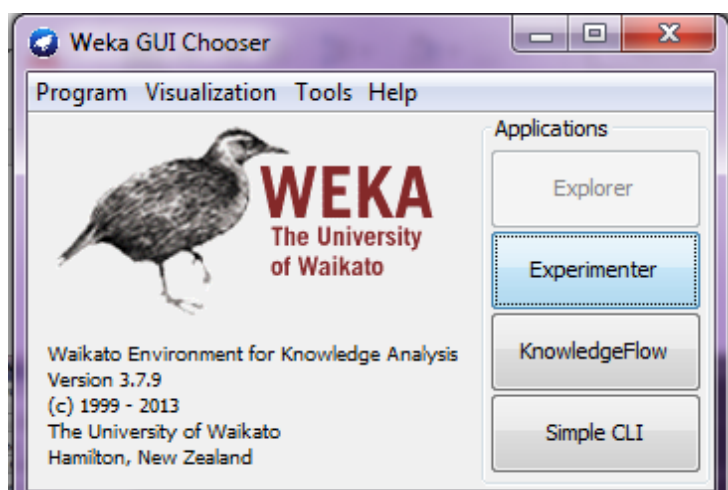 Weka GUI Chooser
Program Visualization Tools Help
WEKA
The University
of Waikato
Waikato Environment for Knowledge Analysis
Version 3.7.9
(c) 1999 - 2013
The University of Waikato
Hamilton, New Zealand
Applications
Explorer
Experimenter
KnowledgeFlow
Simple CLI